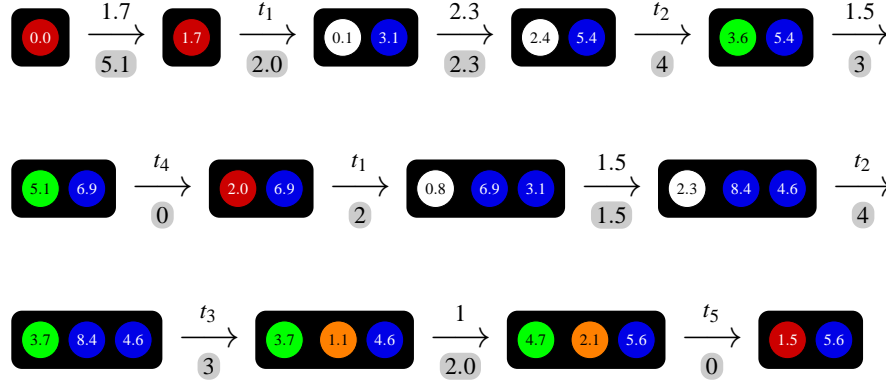 1.7 t₁ 2.3 t₂ 1.5
0.0 1.7 0.1 3.1 2.4 5.4 3.6 5.4
5.1 2.0 2.3 4 3
t₄ t₁ 1.5 t₂
5.1 6.9 2.0 6.9 0.8 6.9 3.1 2.3 8.4 4.6
0 2 1.5 4
t₃ 1 t₅
3.7 8.4 4.6 3.7 1.1 4.6 4.7 2.1 5.6 1.5 5.6
3 2.0 0